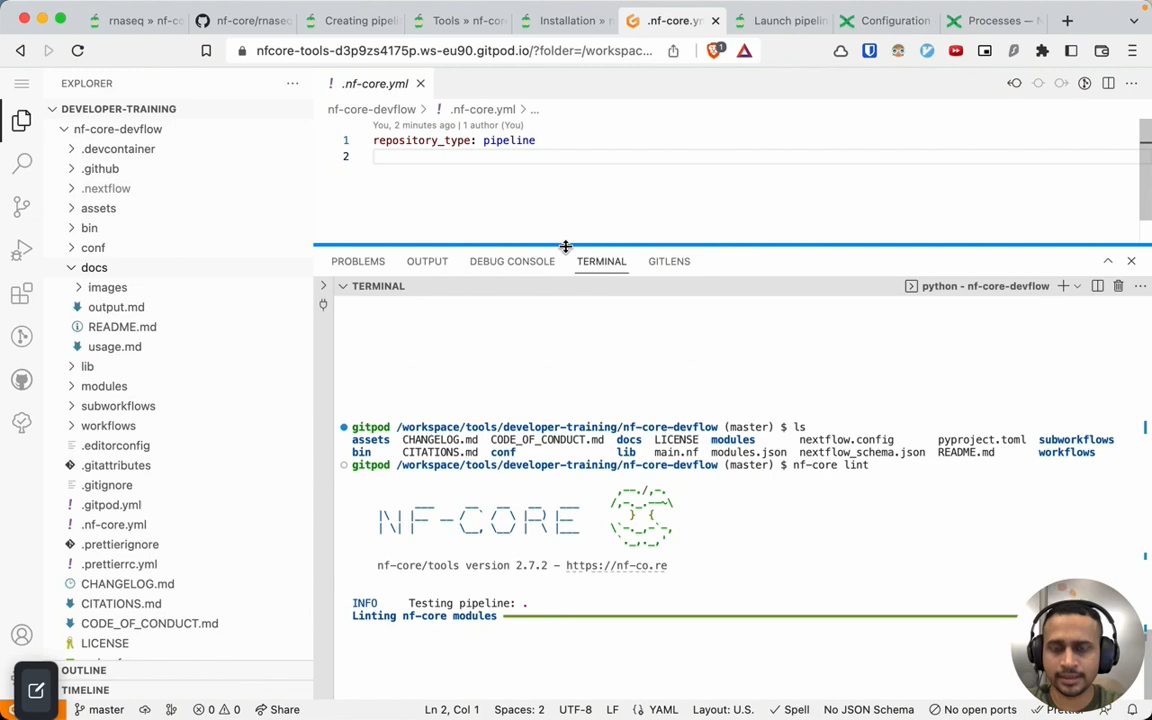 rnaseq » nf-co
nf-core/rnase
Creating pipeli
Tools » nf-cor
Installation » n
.nf-core.ym
Launch pipelin
Configuration
Processes — N
nfcore-tools-d3p9zs4175p.ws-eu90.gitpod.io/?folder=/workspac...
1
EXPLORER
DEVELOPER-TRAINING
nf-core-devflow
.devcontainer
.github
.nextflow
assets
bin
conf
docs
images
output.md
README.md
usage.md
lib
modules
subworkflows
workflows
.editorconfig
.gitattributes
.gitignore
.gitpod.yml
.nf-core.yml
.prettierignore
.prettierrc.yml
CHANGELOG.md
CITATIONS.md
CODE_OF_CONDUCT.md
LICENSE
OUTLINE
TIMELINE
! .nf-core.yml
nf-core-devflow > ! .nf-core.yml > ...
You, 2 minutes ago | 1 author (You)
1 repository_type: pipeline
2
PROBLEMS OUTPUT DEBUG CONSOLE TERMINAL GITLENS
TERMINAL
python - nf-core-devflow
gitpod /workspace/tools/developer-training/nf-core-devflow (master) $ ls
assets CHANGELOG.md CODE_OF_CONDUCT.md docs LICENSE modules nextflow.config pyproject.toml subworkflows
bin CITATIONS.md conf lib main.nf modules.json nextflow_schema.json README.md workflows
gitpod /workspace/tools/developer-training/nf-core-devflow (master) $ nf-core lint
NF-CORE
nf-core/tools version 2.7.2 – https://nf-co.re
INFO Testing pipeline: .
Linting nf-core modules
master
0 0
Share
Ln 2, Col 1
Spaces: 2
UTF-8
LF
YAML
Layout: U.S.
Spell
No JSON Schema
No open ports